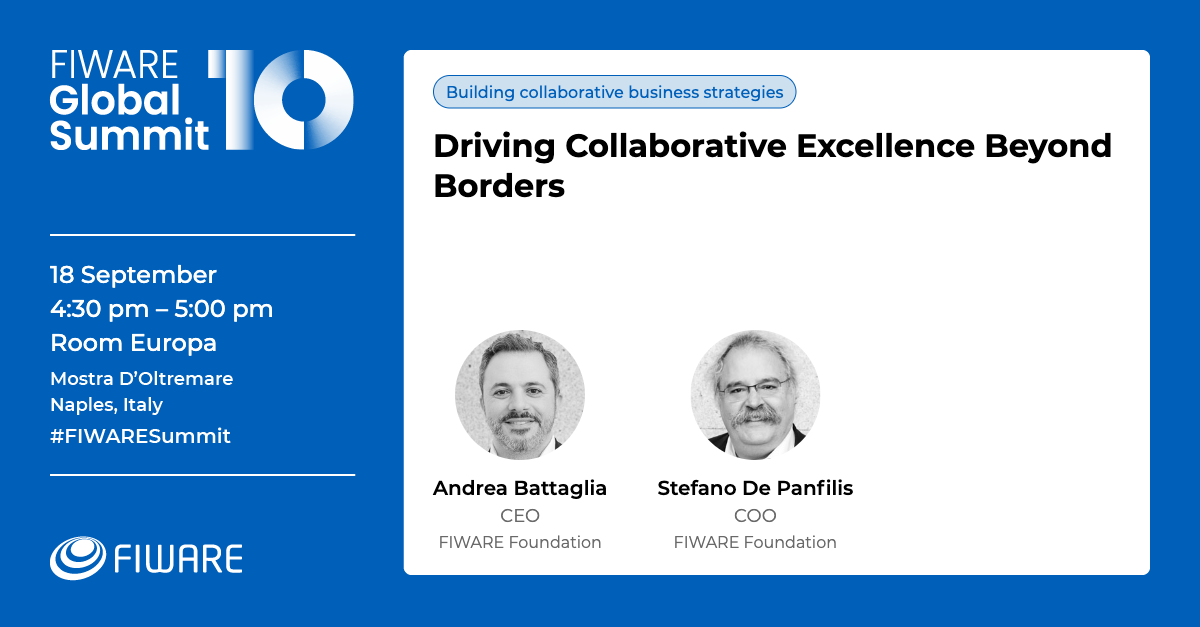 FIWARE
Global
Summit
10
18 September
4:30 pm – 5:00 pm
Room Europa
Mostra D’Oltremare
Naples, Italy
#FIWARESummit
FIWARE
Building collaborative business strategies
Driving Collaborative Excellence Beyond
Borders
Andrea Battaglia
CEO
FIWARE Foundation
Stefano De Panfilis
COO
FIWARE Foundation